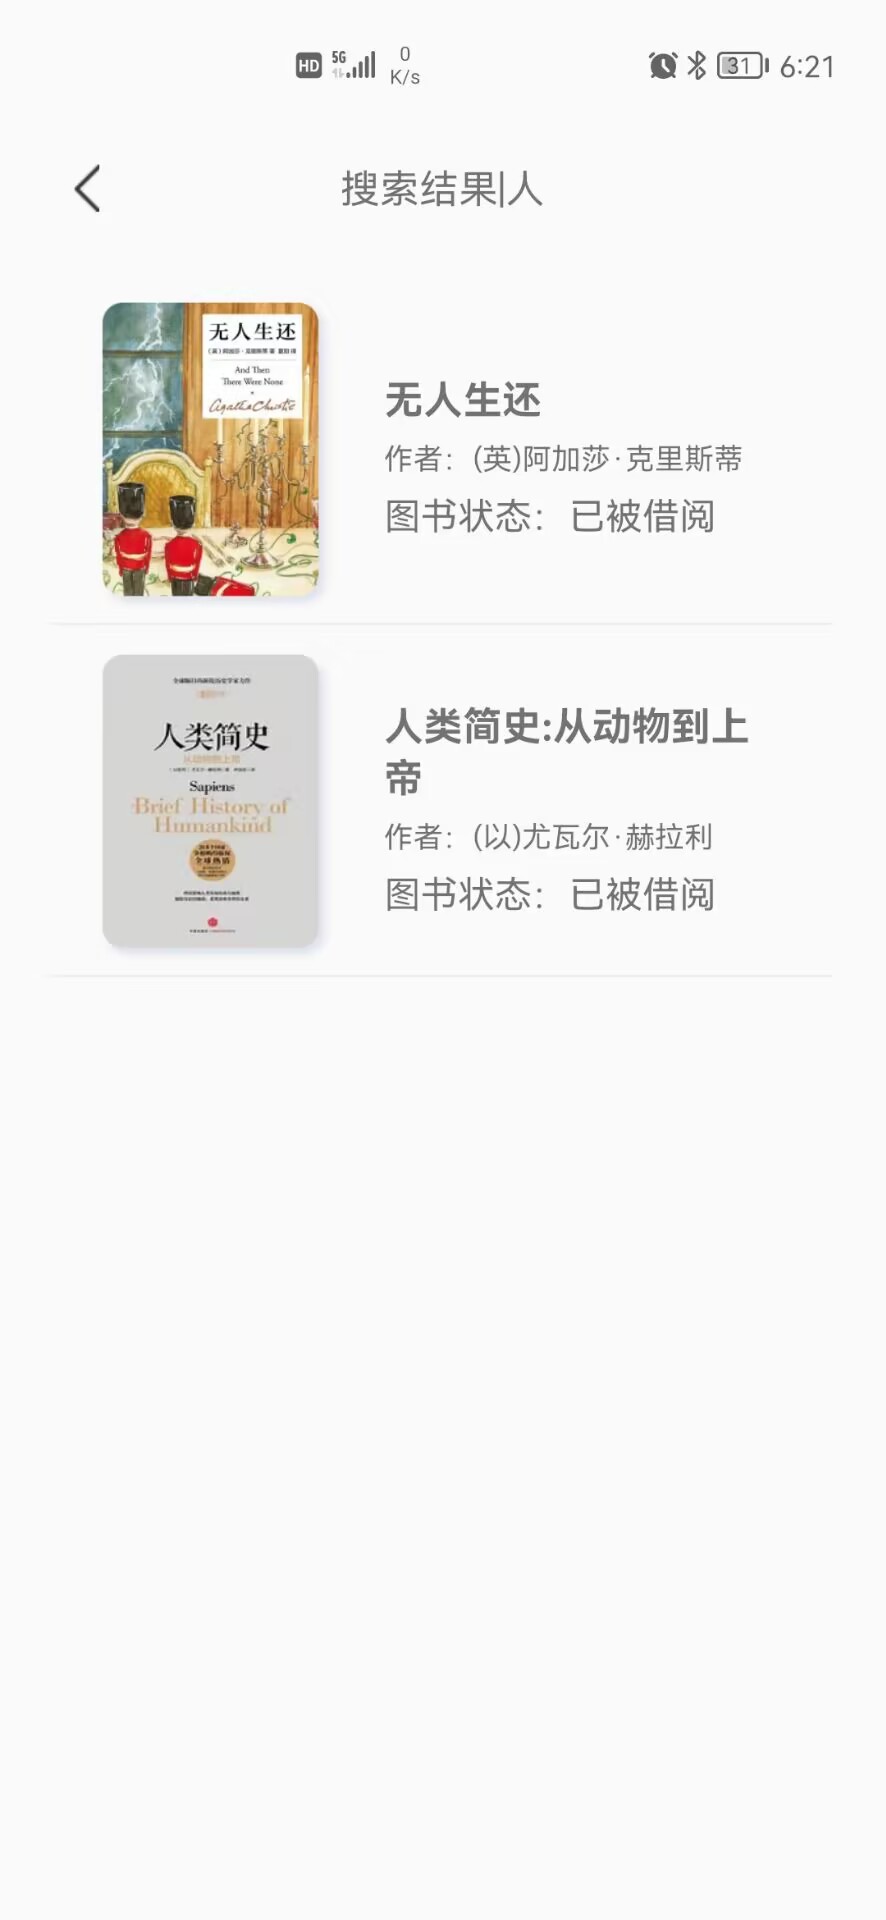 HD 5G 0 K/s 31 6:21
搜索结果|人
无人生还
And Then
There Were None
Agatha Christie
无人生还
作者：(英)阿加莎·克里斯蒂
图书状态：已被借阅
人类简史
从动物到上帝
Sapiens
Brief History of
Humankind
全球热销
人类简史:从动物到上
帝
作者：(以)尤瓦尔·赫拉利
图书状态：已被借阅